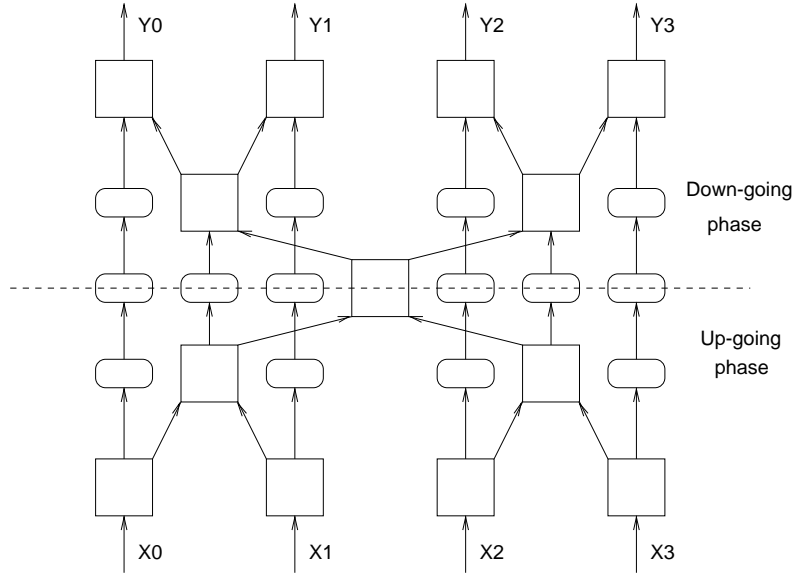 Y0 Y1 Y2 Y3
Down-going
phase
Up-going
phase
X0 X1 X2 X3